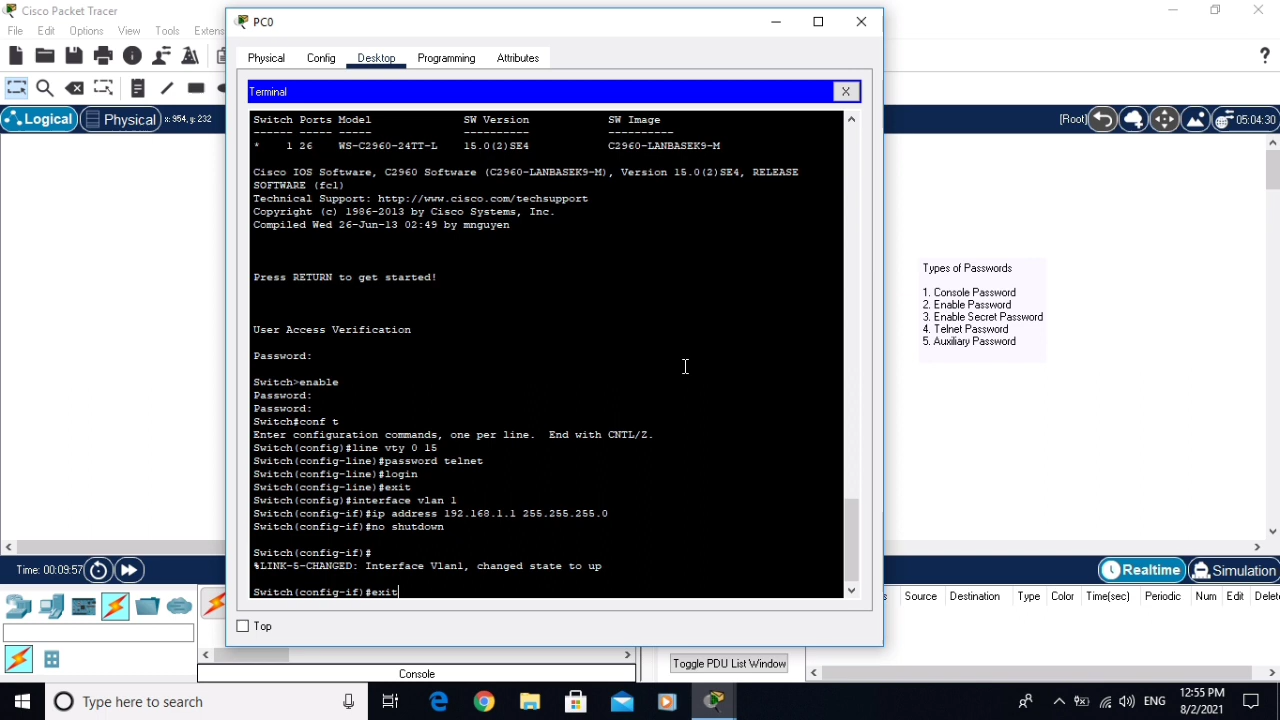 Cisco Packet Tracer
File Edit Options View Tools Extens
Logical
Physical
x: 954, y: 232
[Root]
05:04:30
PC0
Physical Config Desktop Programming Attributes
Terminal
X
Switch Ports Model SW Version SW Image
------ ----- ----- ---------- ----------
* 1 26 WS-C2960-24TT-L 15.0(2)SE4 C2960-LANBASEK9-M
Cisco IOS Software, C2960 Software (C2960-LANBASEK9-M), Version 15.0(2)SE4, RELEASE
SOFTWARE (fc1)
Technical Support: http://www.cisco.com/techsupport
Copyright (c) 1986-2013 by Cisco Systems, Inc.
Compiled Wed 26-Jun-13 02:49 by mnguyen
Press RETURN to get started!
User Access Verification
Password:
Switch>enable
Password:
Password:
Switch#conf t
Enter configuration commands, one per line. End with CNTL/Z.
Switch(config)#line vty 0 15
Switch(config-line)#password telnet
Switch(config-line)#login
Switch(config-line)#exit
Switch(config)#interface vlan 1
Switch(config-if)#ip address 192.168.1.1 255.255.255.0
Switch(config-if)#no shutdown
Switch(config-if)#
%LINK-5-CHANGED: Interface Vlan1, changed state to up
Switch(config-if)#exit
Top
Types of Passwords
1. Console Password
2. Enable Password
3. Enable Secret Password
4. Telnet Password
5. Auxiliary Password
Time: 00:09:57
Realtime
Simulation
s Source Destination Type Color Time(sec) Periodic Num Edit Delet
Console
Toggle PDU List Window
Type here to search
ENG
12:55 PM
8/2/2021